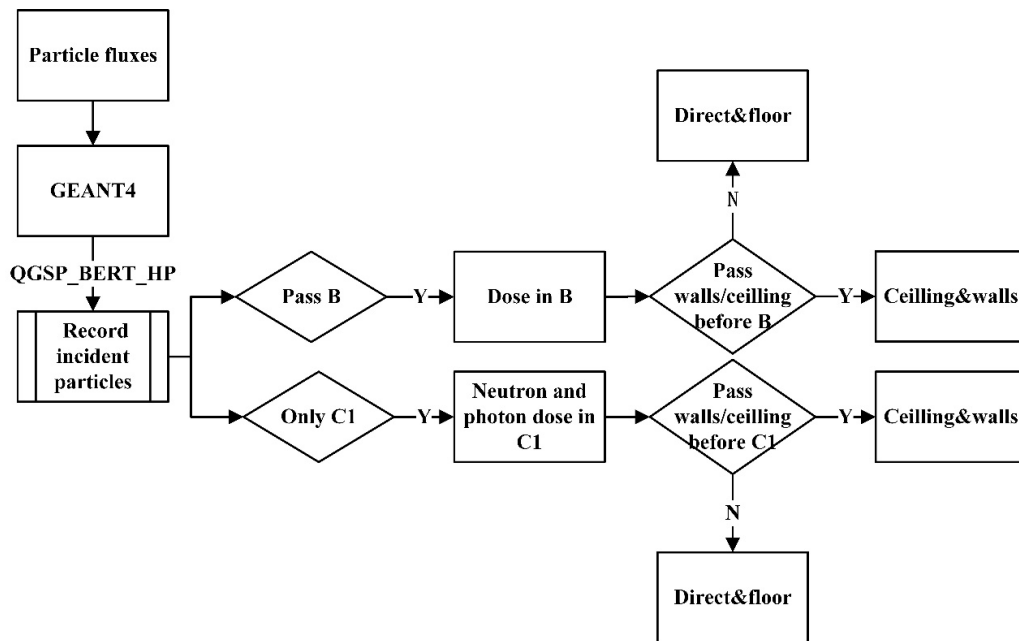 Particle fluxes
GEANT4
QGSP_BERT_HP
Record
incident
particles
Pass B
Y
Dose in B
Pass
walls/ceilling
before B
N
Direct&floor
Y
Ceilling&walls
Only C1
Y
Neutron and
photon dose in
C1
Pass
walls/ceilling
before C1
Y
Ceilling&walls
N
Direct&floor